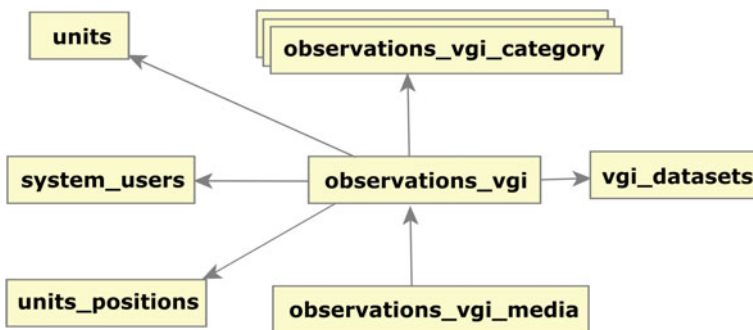 units
observations_vgi_category
system_users
observations_vgi
vgi_datasets
units_positions
observations_vgi_media